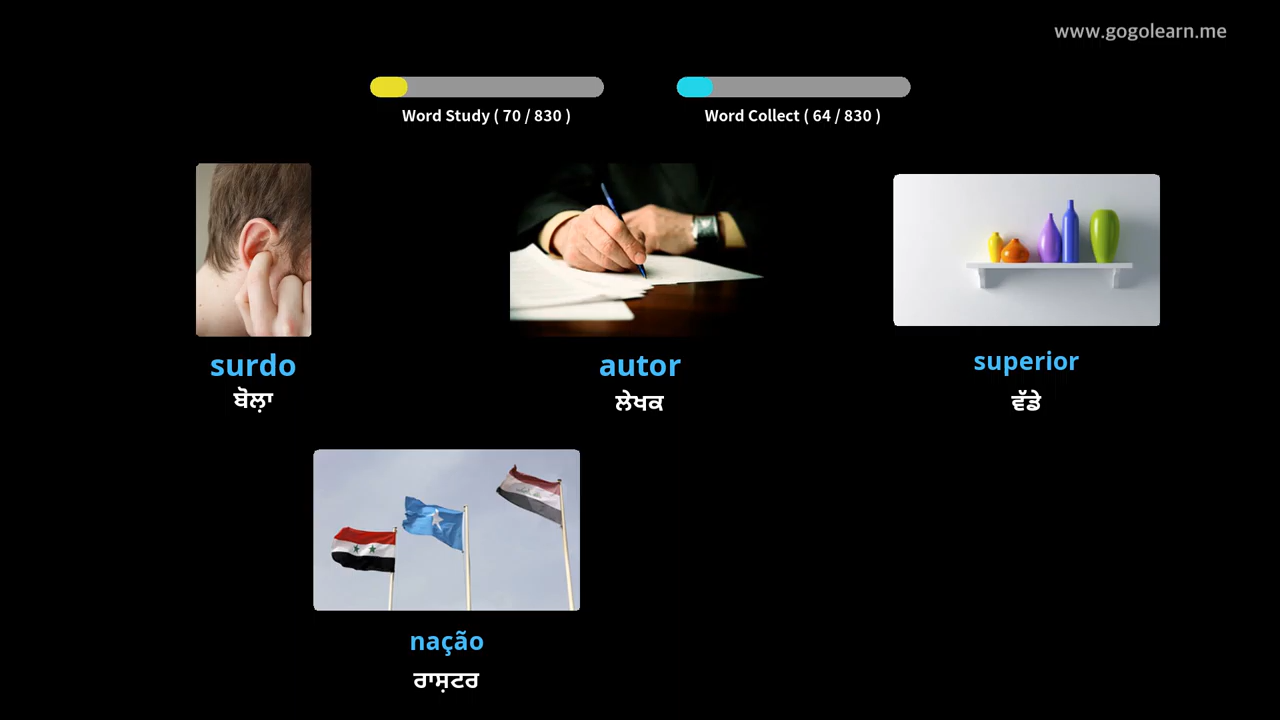 www.gogolearn.me
Word Study ( 70 / 830 )
Word Collect ( 64 / 830 )
surdo
ਬੋਲ਼ਾ
autor
ਲੇਖਕ
superior
ਵੱਡੇ
nação
ਰਾਸ਼ਟਰ